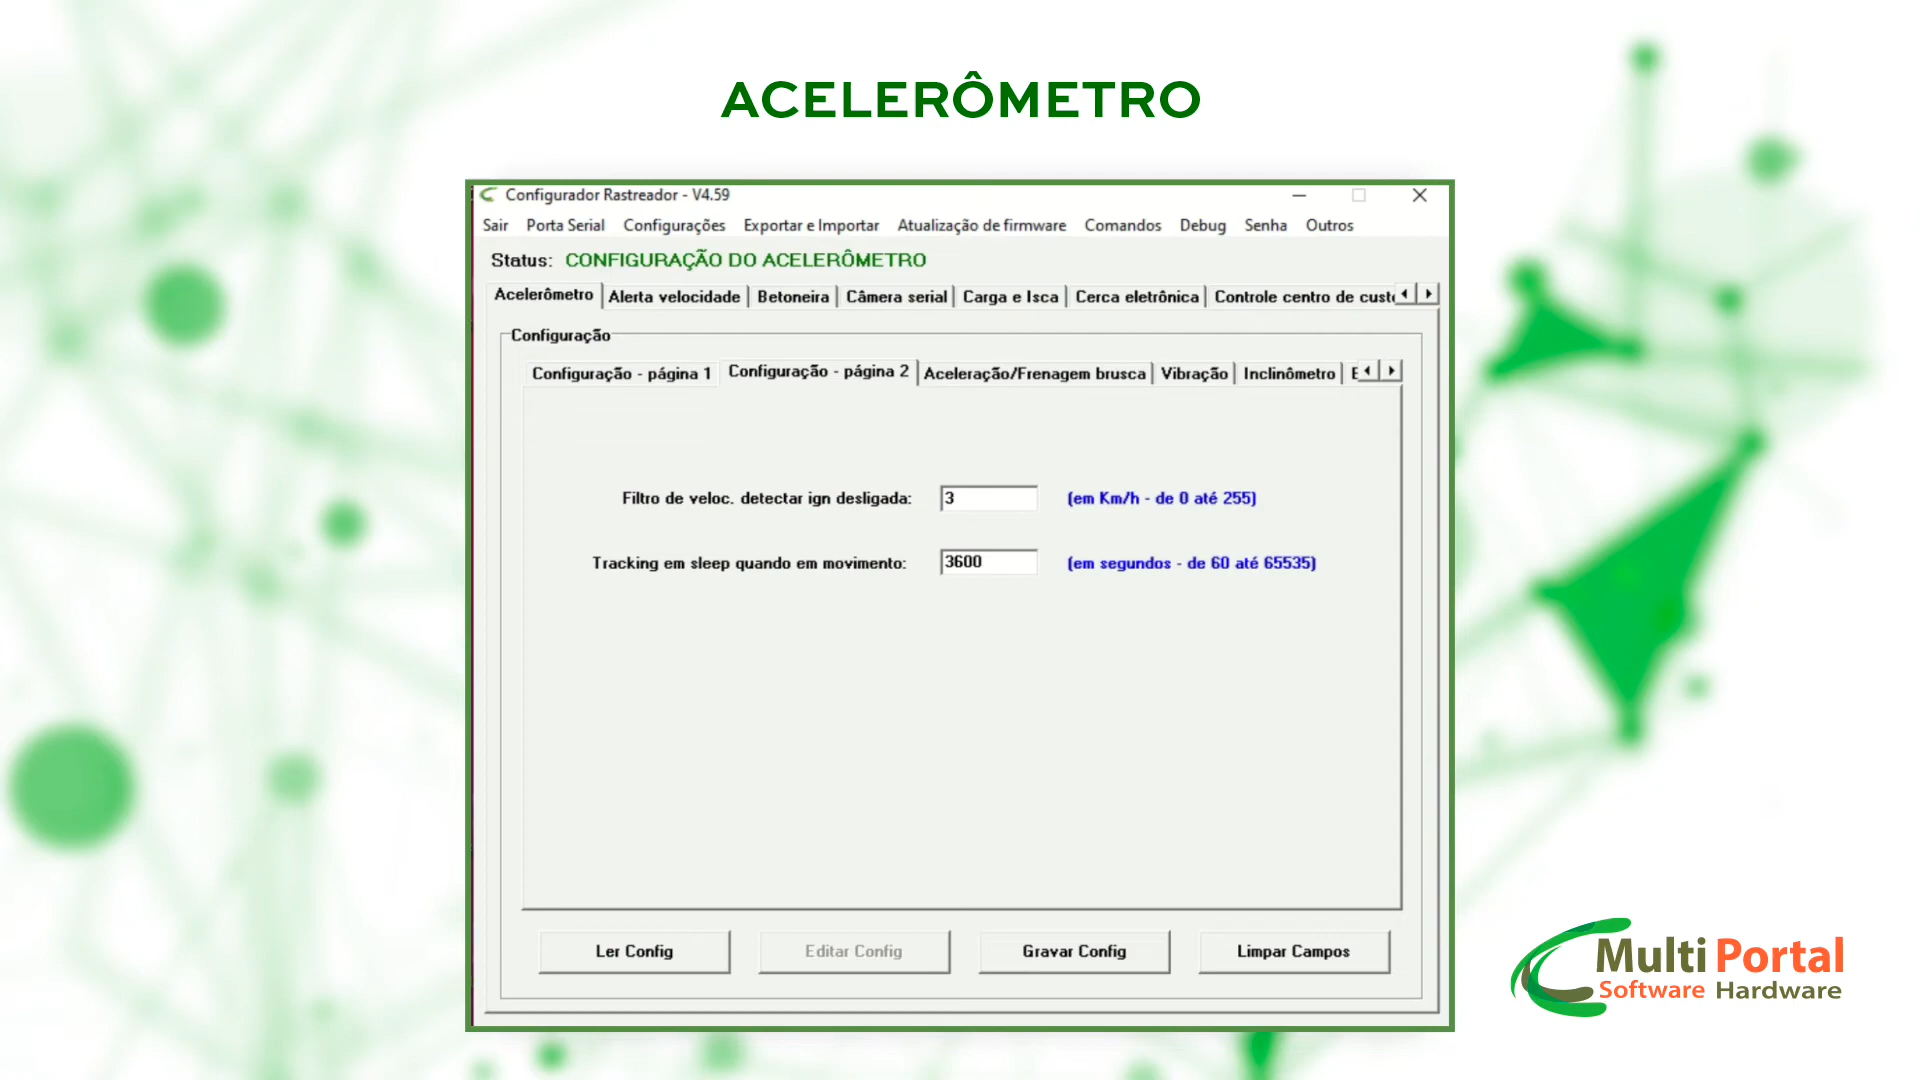 ACELERÔMETRO
Configurador Rastreador - V4.59
Sair Porta Serial Configurações Exportar e Importar Atualização de firmware Comandos Debug Senha Outros
Status: CONFIGURAÇÃO DO ACELERÔMETRO
Acelerômetro Alerta velocidade Betoneira Câmera serial Carga e Isca Cerca eletrônica Controle centro de
Configuração
Configuração - página 1 Configuração - página 2 Aceleração/Frenagem brusca Vibração Inclinômetro
Filtro de veloc. detectar ign desligada: 3 (em Km/h - de 0 até 255)
Tracking em sleep quando em movimento: 3600 (em segundos - de 60 até 65535)
Ler Config Editar Config Gravar Config Limpar Campos
Multi Portal
Software Hardware